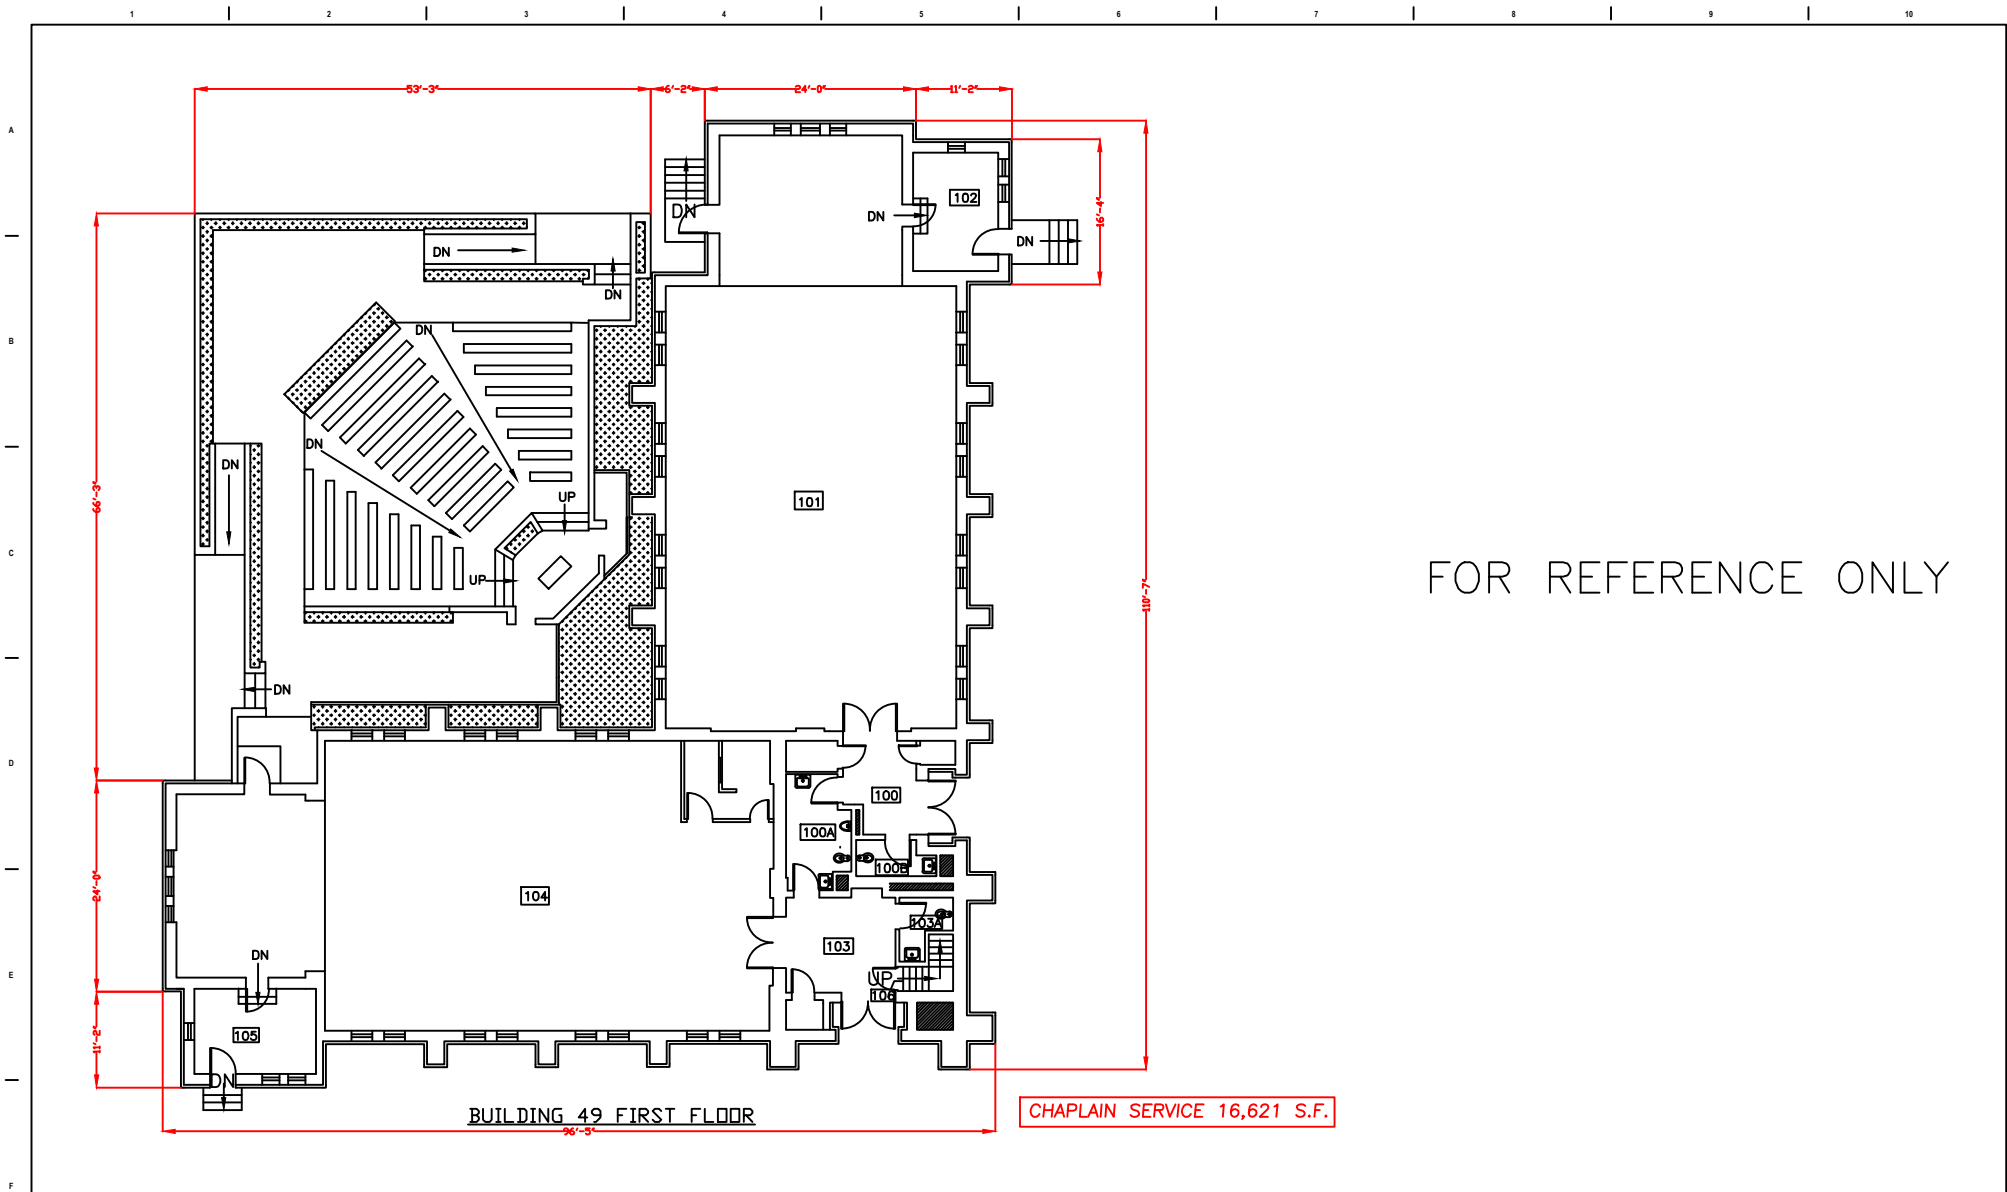 1 2 3 4 5 6 7 8 9 10
53'-3" 6'-2" 24'-0" 11'-2"
A
102
DN
DN
16'-4"
DN
DN
DN
B
DN
DN
DN
UP
66'-3"
101
C
UP
110'-7"
FOR REFERENCE ONLY
DN
D
100
100A
100B
24'-0"
104
103A
103
E
DN
UP
106
11'-2"
105
DN
BUILDING 49 FIRST FLOOR
CHAPLAIN SERVICE 16,621 S.F.
96'-5"
F